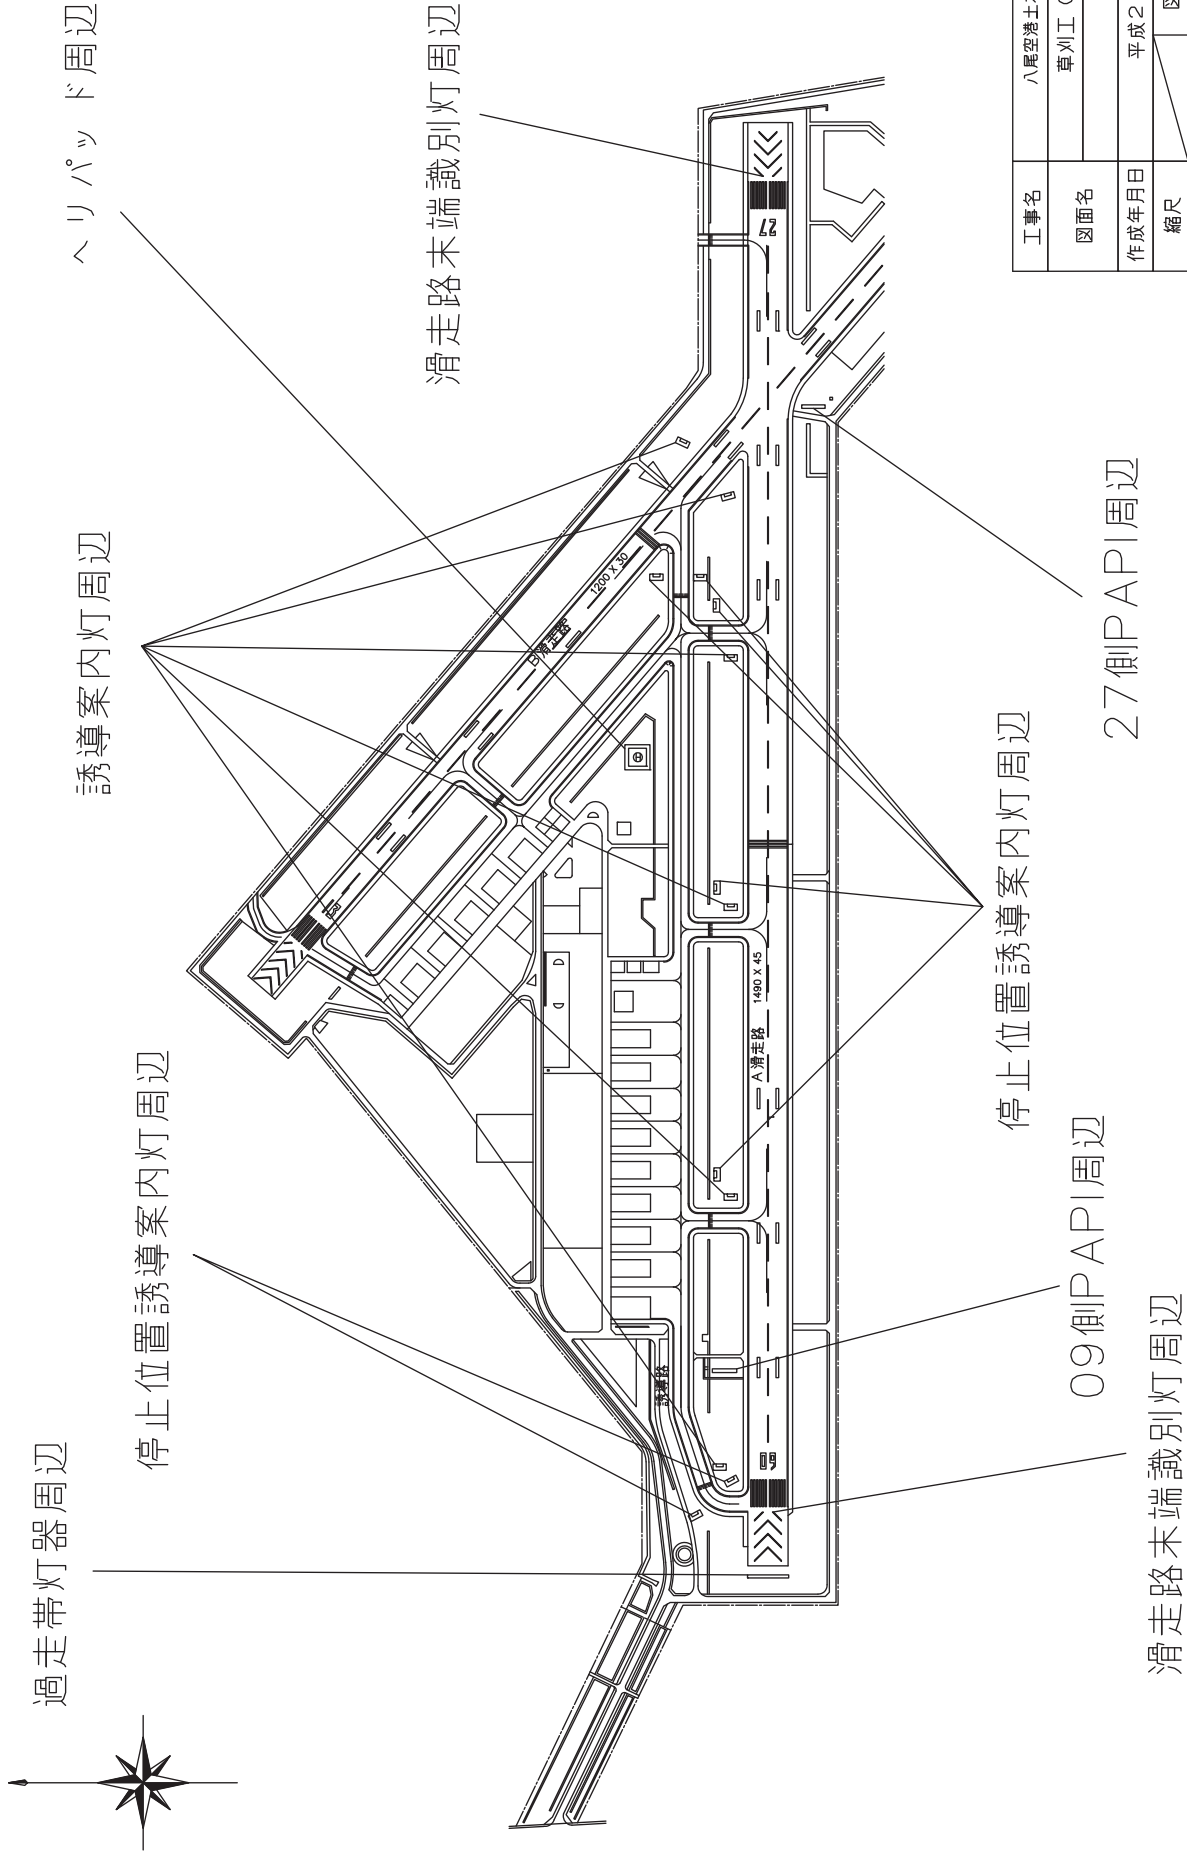 過走帯灯器周辺
停止位置誘導案内灯周辺
誘導案内灯周辺
ヘリパッド周辺
滑走路末端識別灯周辺
B滑走路
1200 X 30
27
誘導路
09
A 滑走路
1490 X 45
滑走路末端識別灯周辺
09側PAPI周辺
停止位置誘導案内灯周辺
27側PAPI周辺
工事名
八尾空港土
図面名
草刈工（
作成年月日
平成2
縮尺
図